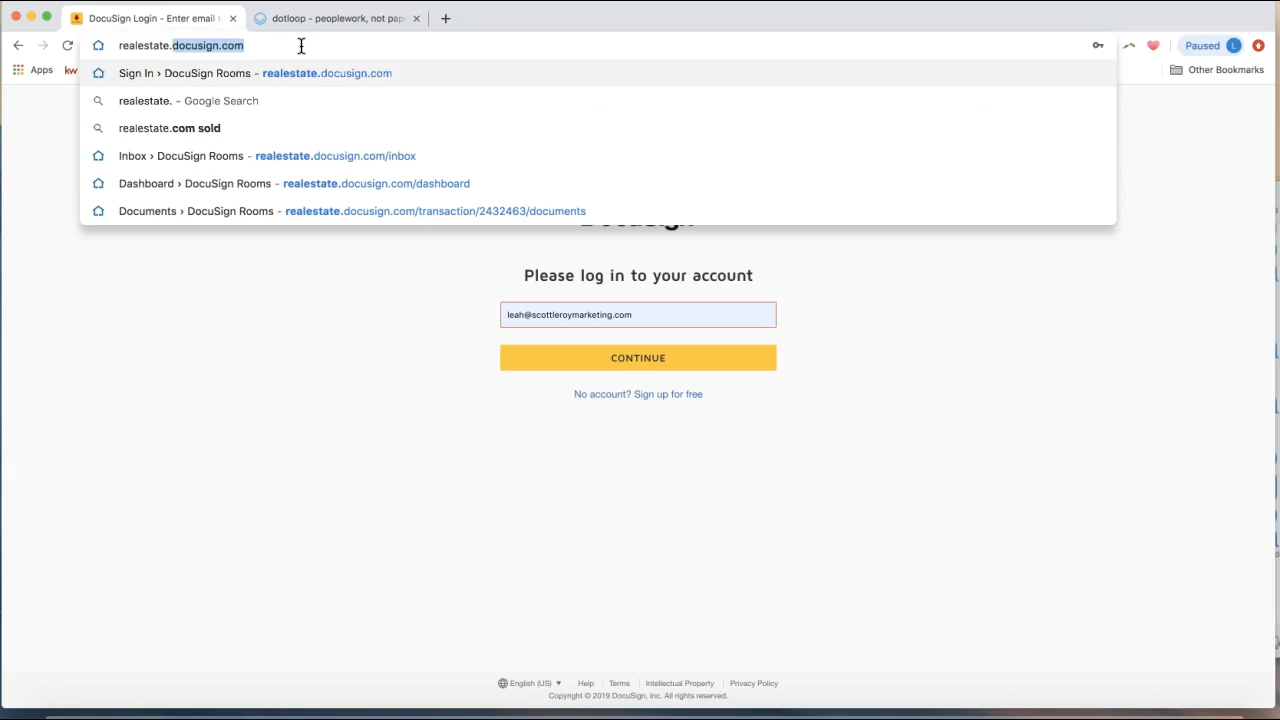 DocuSign Login - Enter email t
dotloop - peoplework, not pap
realestate.docusign.com
Paused L
Apps kw
Other Bookmarks
Sign In › DocuSign Rooms - realestate.docusign.com
realestate. - Google Search
realestate.com sold
Inbox › DocuSign Rooms - realestate.docusign.com/inbox
Dashboard › DocuSign Rooms - realestate.docusign.com/dashboard
Documents › DocuSign Rooms - realestate.docusign.com/transaction/2432463/documents
DocuSign
Please log in to your account
leah@scottleroymarketing.com
CONTINUE
No account? Sign up for free
English (US) Help Terms Intellectual Property Privacy Policy
Copyright © 2019 DocuSign, Inc. All rights reserved.